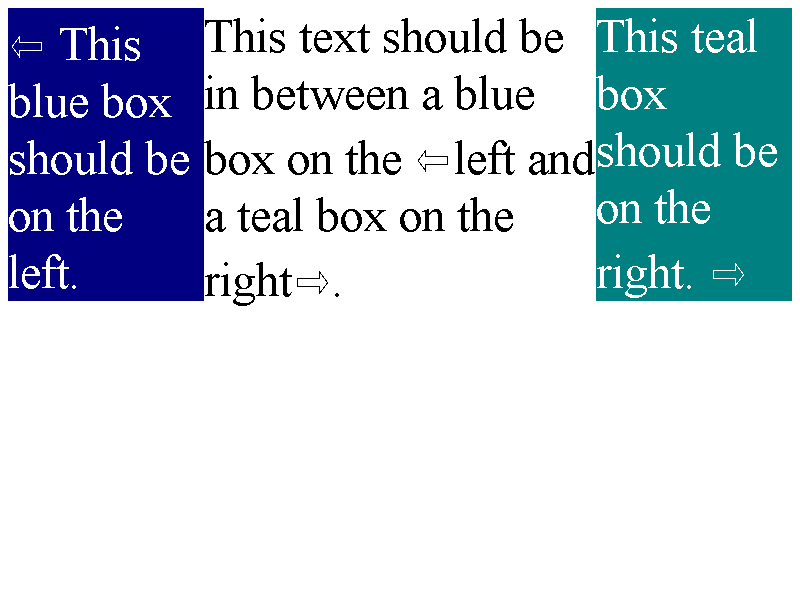 ⇦ This
blue box
should be
on the
left.
This text should be
in between a blue
box on the ⇦left and
a teal box on the
right⇨.
This teal
box
should be
on the
right. ⇨